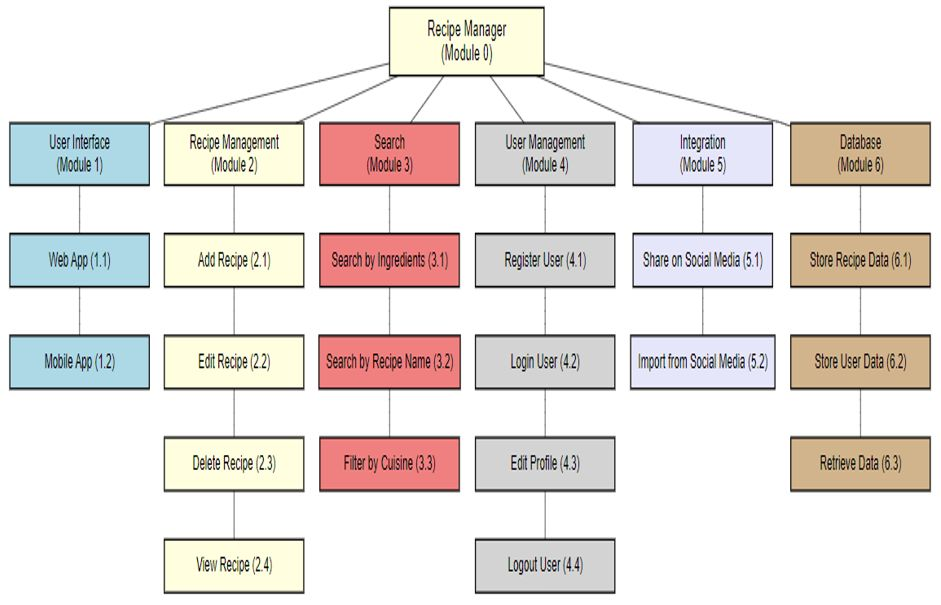 Recipe Manager
(Module 0)
User Interface
(Module 1)
Recipe Management
(Module 2)
Search
(Module 3)
User Management
(Module 4)
Integration
(Module 5)
Database
(Module 6)
Web App (1.1)
Add Recipe (2.1)
Search by Ingredients (3.1)
Register User (4.1)
Share on Social Media (5.1)
Store Recipe Data (6.1)
Mobile App (1.2)
Edit Recipe (2.2)
Search by Recipe Name (3.2)
Login User (4.2)
Import from Social Media (5.2)
Store User Data (6.2)
Delete Recipe (2.3)
Filter by Cuisine (3.3)
Edit Profile (4.3)
Retrieve Data (6.3)
View Recipe (2.4)
Logout User (4.4)